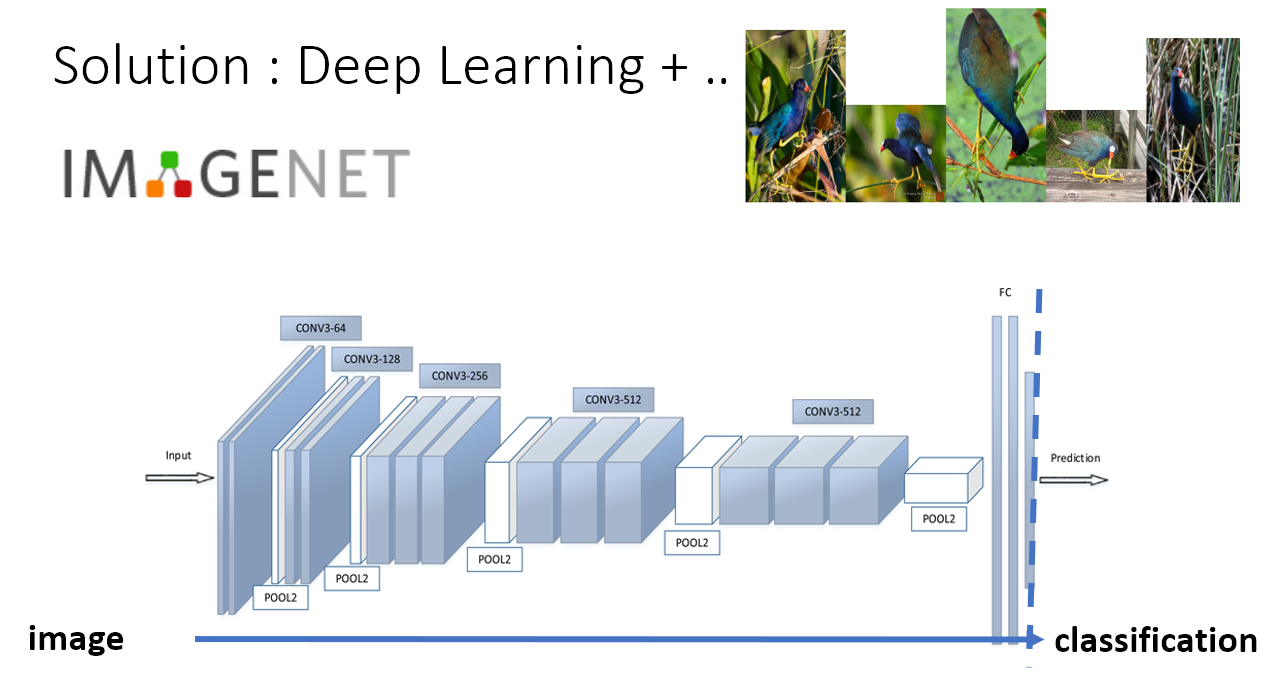 Solution : Deep Learning + ..
IMAGENET
FC
CONV3-64
CONV3-128
CONV3-256
CONV3-512
CONV3-512
Input
Prediction
POOL2
POOL2
POOL2
POOL2
POOL2
image
classification